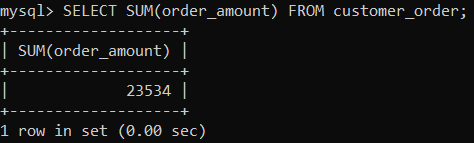 mysql> SELECT SUM(order_amount) FROM customer_order;
+-------------------+
| SUM(order_amount) |
+-------------------+
|             23534 |
+-------------------+
1 row in set (0.00 sec)